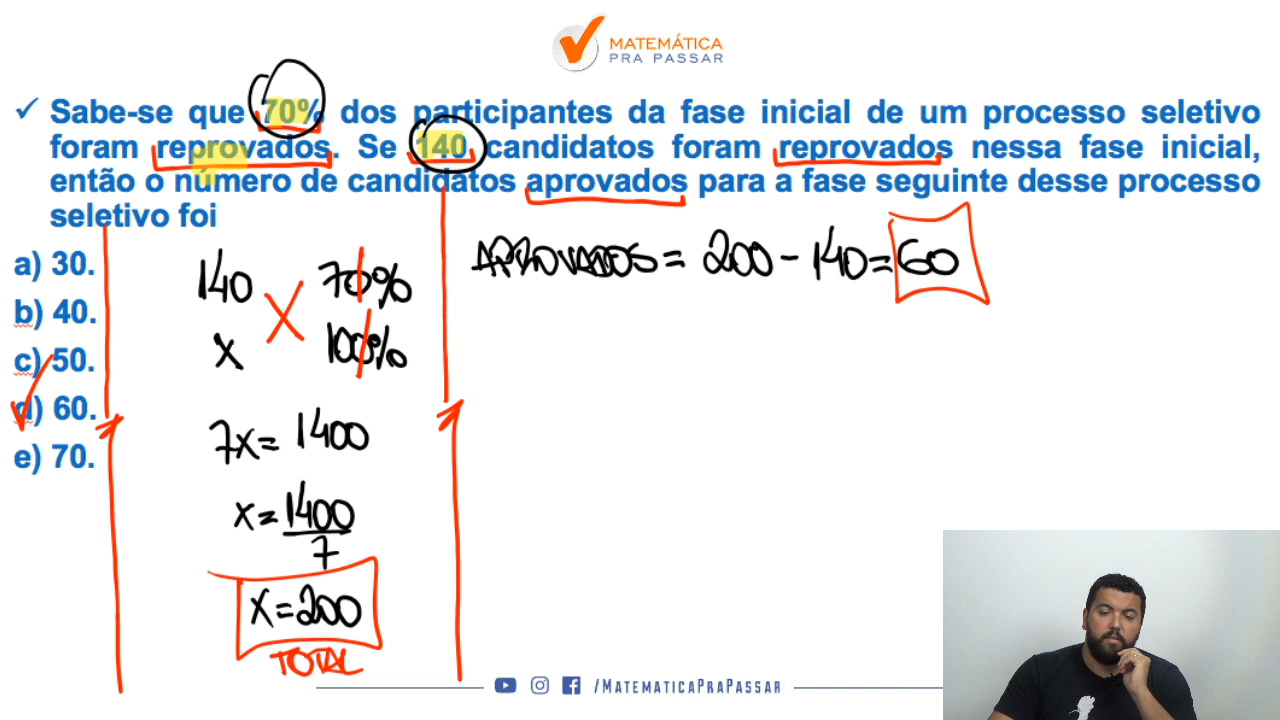 MATEMÁTICA
PRA PASSAR
✓ Sabe-se que 70% dos participantes da fase inicial de um processo seletivo
foram reprovados. Se 140 candidatos foram reprovados nessa fase inicial,
então o número de candidatos aprovados para a fase seguinte desse processo
seletivo foi
a) 30.
b) 40.
c) 50.
d) 60.
e) 70.
140 70%
x 100%
7x = 1400
x = 1400
7
x = 200
TOTAL
APROVADOS = 200 - 140 = 60
/MATEMATICAPRAPASSAR